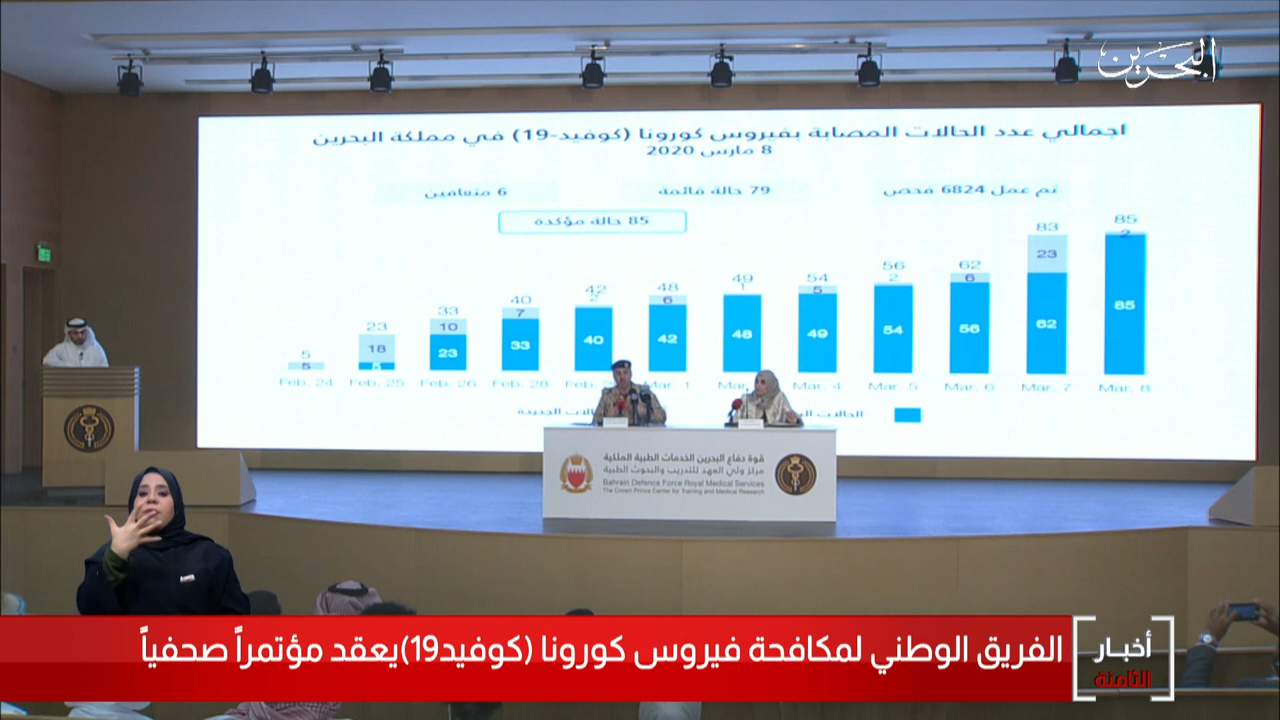 البحرين
اجمالي عدد الحالات المصابة بفيروس كورونا (كوفيد-19) في مملكة البحرين
8 مارس 2020
تم عمل 6824 فحص
79 حالة قائمة
6 متعافين
85 حالة مؤكدة
5 23 33 40 42 48 49 54 56 62 83 85
5 18 10 7 2 6 1 5 2 6 23 2
5 23 33 40 42 48 49 54 56 62 85
Feb. 24 Feb. 25 Feb. 26 Feb. 28 Feb. Mar. 1 Mar. Mar. 4 Mar. 5 Mar. 6 Mar. 7 Mar. 8
الحالات
الجديدة
قوة دفاع البحرين الخدمات الطبية الملكية
مركز ولي العهد للتدريب والبحوث الطبية
Bahrain Defence Force Royal Medical Services
The Crown Prince Center for Training and Medical Research
الفريق الوطني لمكافحة فيروس كورونا (كوفيد19)يعقد مؤتمراً صحفياً
أخبار
الثامنة